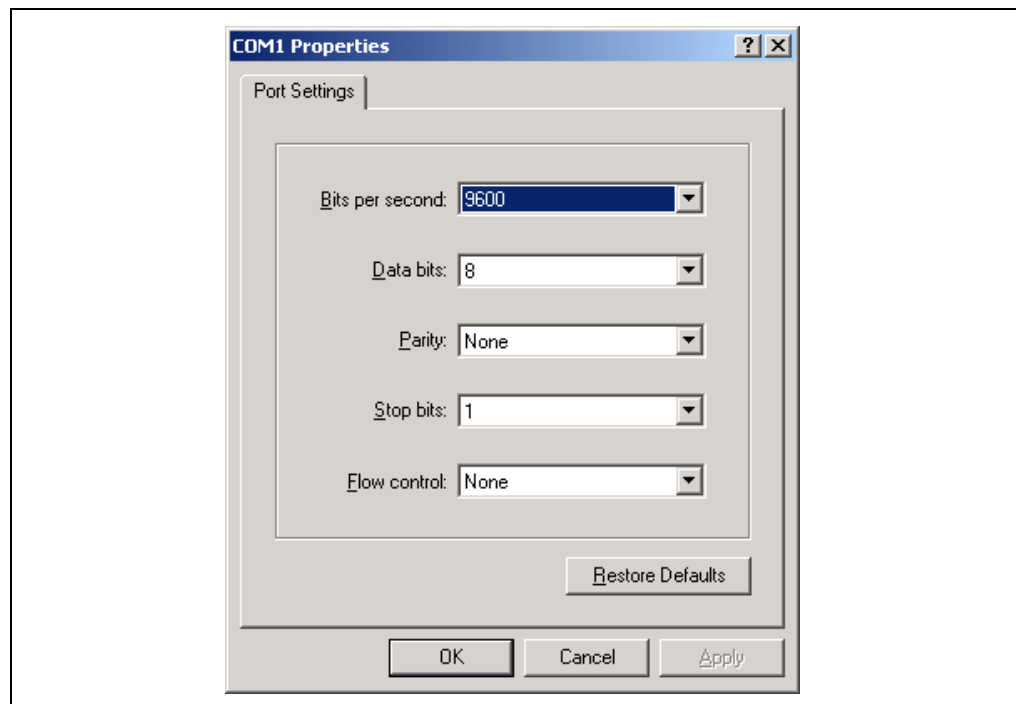 COM1 Properties
Port Settings
Bits per second: 9600
Data bits: 8
Parity: None
Stop bits: 1
Flow control: None
Restore Defaults
OK Cancel Apply